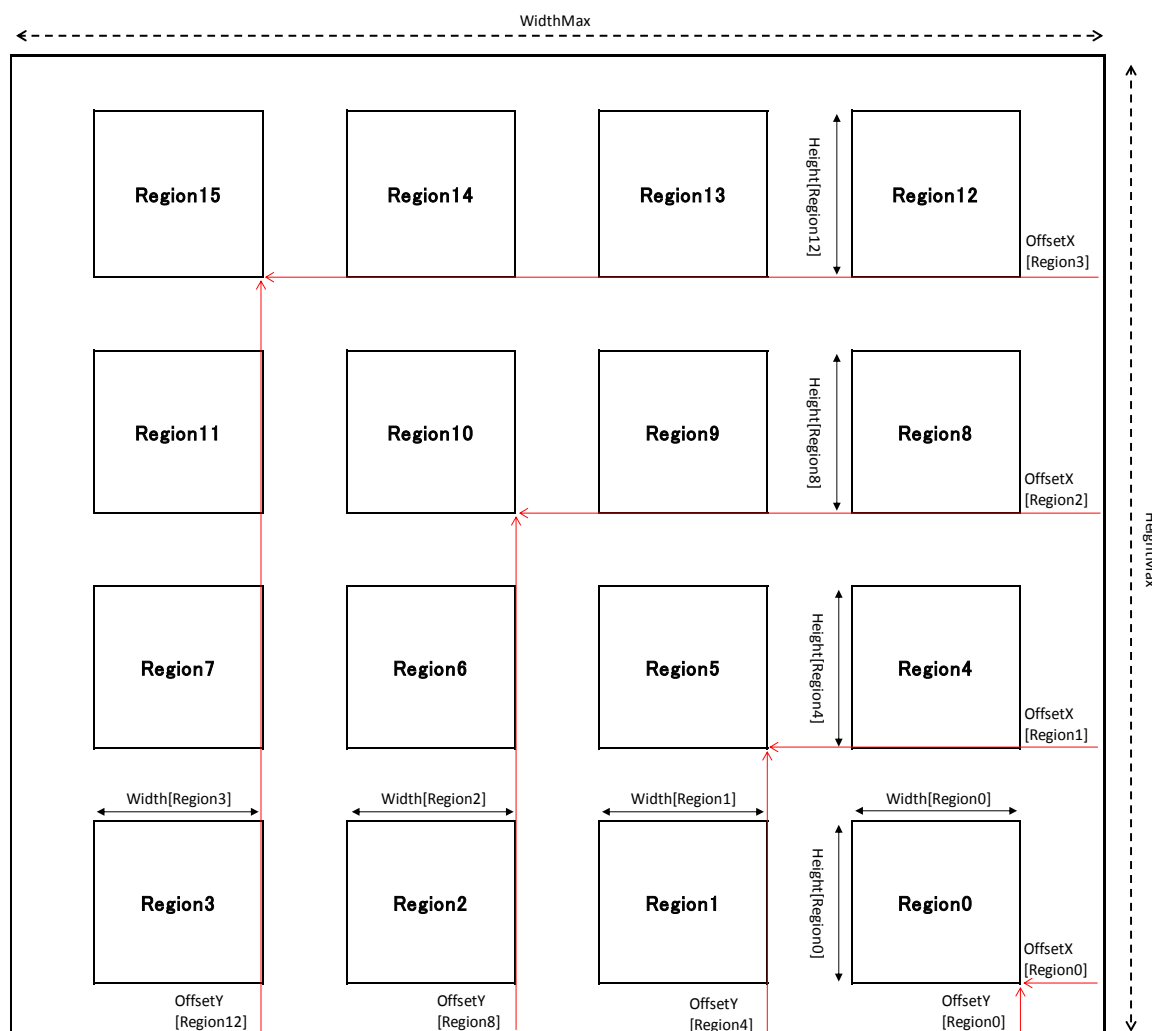 WidthMax
Region15
Region14
Region13
Height[Region12]
Region12
OffsetX
[Region3]
Region11
Region10
Region9
Height[Region8]
Region8
OffsetX
[Region2]
HeightMax
Region7
Region6
Region5
Height[Region4]
Region4
OffsetX
[Region1]
Width[Region3]
Width[Region2]
Width[Region1]
Width[Region0]
Region3
Region2
Region1
Height[Region0]
Region0
OffsetX
[Region0]
OffsetY
[Region12]
OffsetY
[Region8]
OffsetY
[Region4]
OffsetY
[Region0]